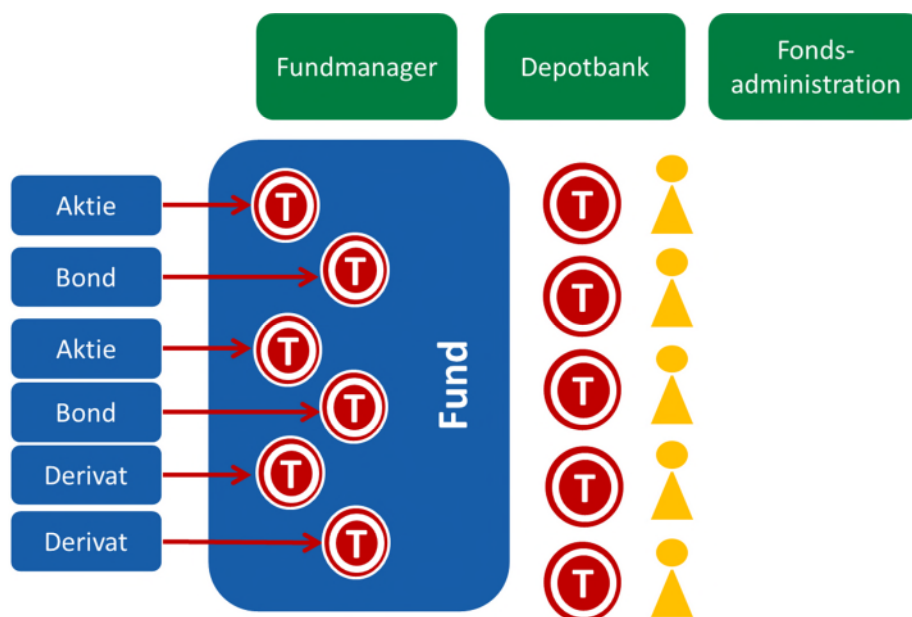 Fundmanager
Depotbank
Fonds-
administration
Aktie
T
Bond
T
Aktie
T
Bond
T
Derivat
T
Derivat
T
Fund
T
T
T
T
T